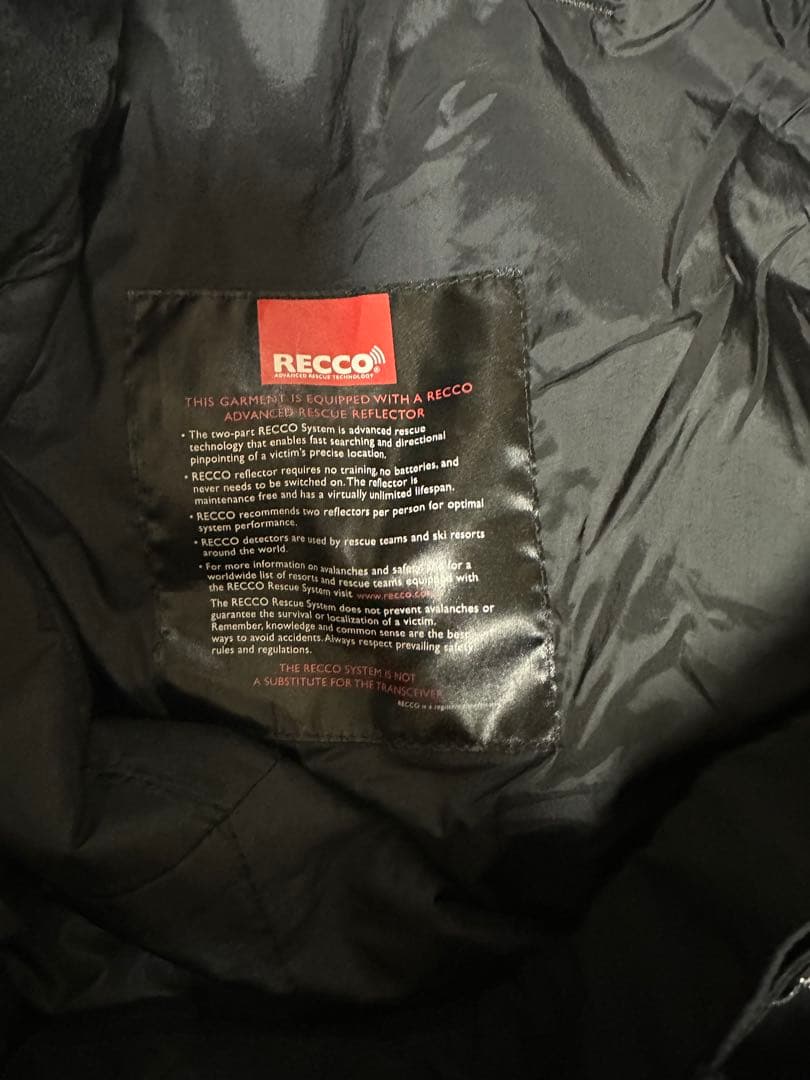 RECCO®
ADVANCED RESCUE TECHNOLOGY
THIS GARMENT IS EQUIPPED WITH A RECCO
ADVANCED RESCUE REFLECTOR
• The two-part RECCO System is advanced rescue
technology that enables fast searching and directional
pinpointing of a victim's precise location.
• RECCO reflector requires no training, no batteries, and
never needs to be switched on. The reflector is
maintenance free and has a virtually unlimited lifespan.
• RECCO recommends two reflectors per person for optimal
system performance.
• RECCO detectors are used by rescue teams and ski resorts
around the world.
• For more information on avalanches and for a
worldwide list of resorts and rescue teams equipped with
the RECCO Rescue System visit www.recco.com
The RECCO Rescue System does not prevent avalanches or
guarantee the survival or localization of a victim.
Remember, knowledge and common sense are the best
ways to avoid accidents. Always respect prevailing safety
rules and regulations.
THE RECCO SYSTEM IS NOT
A SUBSTITUTE FOR THE TRANSCEIVER
RECCO is a